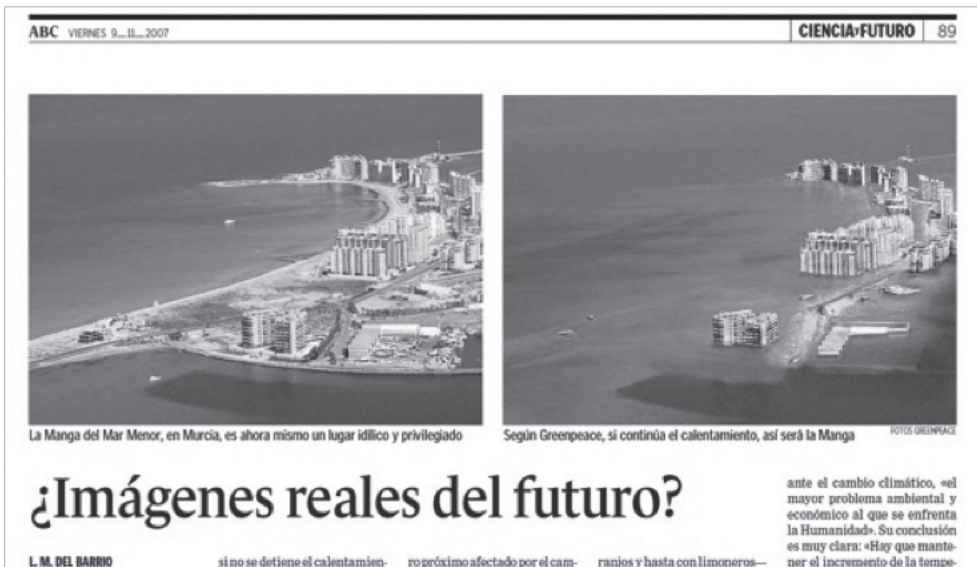 ABC VIERNES 9_11_2007
CIENCIA Y FUTURO 89
La Manga del Mar Menor, en Murcia, es ahora mismo un lugar idílico y privilegiado
Según Greenpeace, si continúa el calentamiento, así será la Manga
FOTOS GREENPEACE
¿Imágenes reales del futuro?
L. M. DEL BARRIO
si no se detiene el calentamien-
ro próximo afectado por el cam-
ranjos y hasta con limoneros—
ante el cambio climático, «el
mayor problema ambiental y
económico al que se enfrenta
la Humanidad». Su conclusión
es muy clara: «Hay que mante-
ner el incremento de la tempe-